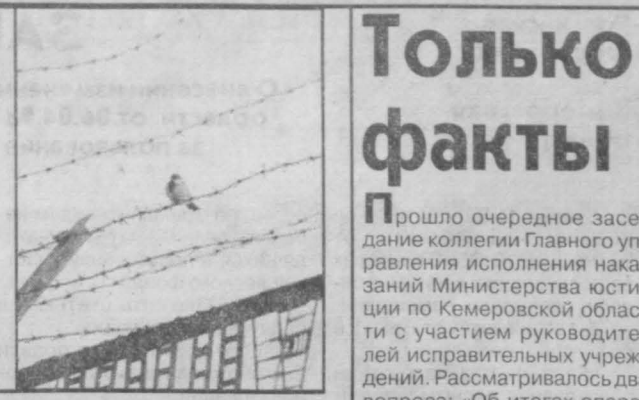 Только
факты
Прошло очередное засе
дание коллегии Главного уп
равления исполнения нака
заний Министерства юсти
ции по Кемеровской облас
ти с участием руководите
лей исправительных учреж
дений. Рассматривалось дв